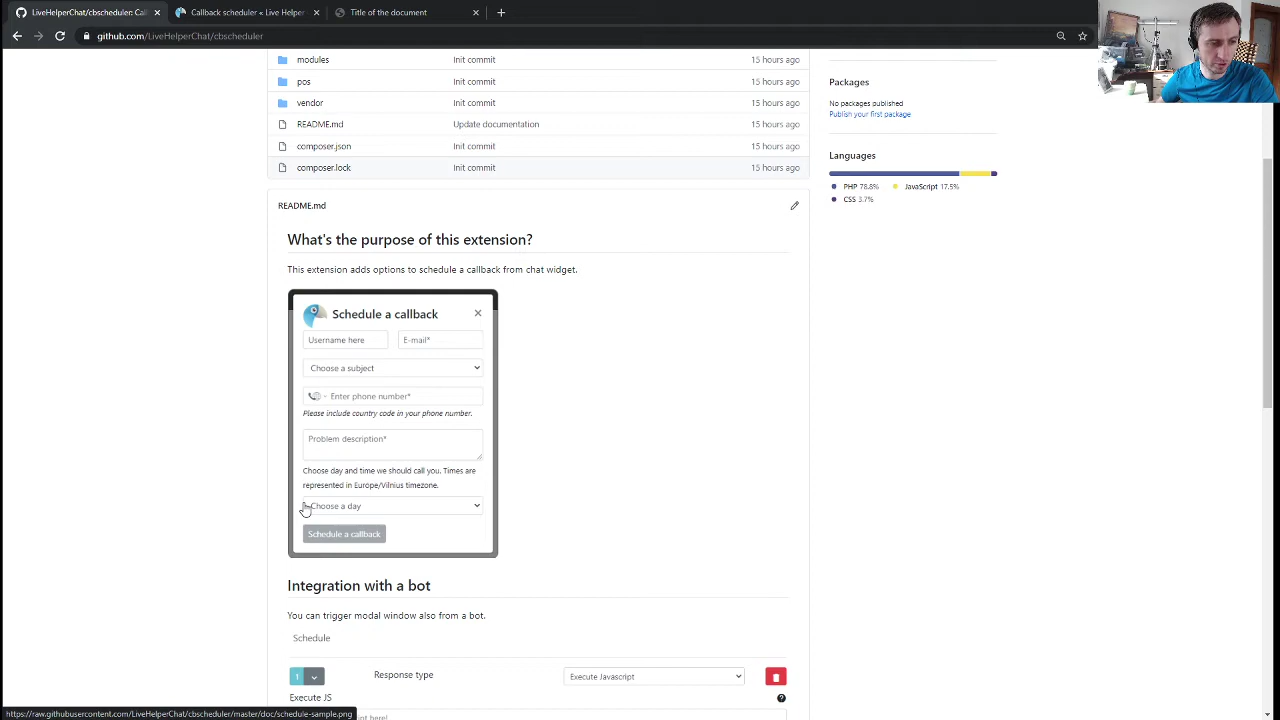 LiveHelperChat/cbscheduler: Call
Callback scheduler « Live Helper
Title of the document
github.com/LiveHelperChat/cbscheduler
modules Init commit 15 hours ago
pos Init commit 15 hours ago
vendor Init commit 15 hours ago
README.md Update documentation 15 hours ago
composer.json Init commit 15 hours ago
composer.lock Init commit 15 hours ago
Packages
No packages published
Publish your first package
Languages
PHP 78.8% JavaScript 17.5%
CSS 3.7%
README.md
What's the purpose of this extension?
This extension adds options to schedule a callback from chat widget.
Schedule a callback ×
Username here E-mail*
Choose a subject
Enter phone number*
Please include country code in your phone number.
Problem description*
Choose day and time we should call you. Times are
represented in Europe/Vilnius timezone.
Choose a day
Schedule a callback
Integration with a bot
You can trigger modal window also from a bot.
Schedule
1 Response type Execute Javascript
Execute JS
https://raw.githubusercontent.com/LiveHelperChat/cbscheduler/master/doc/schedule-sample.png